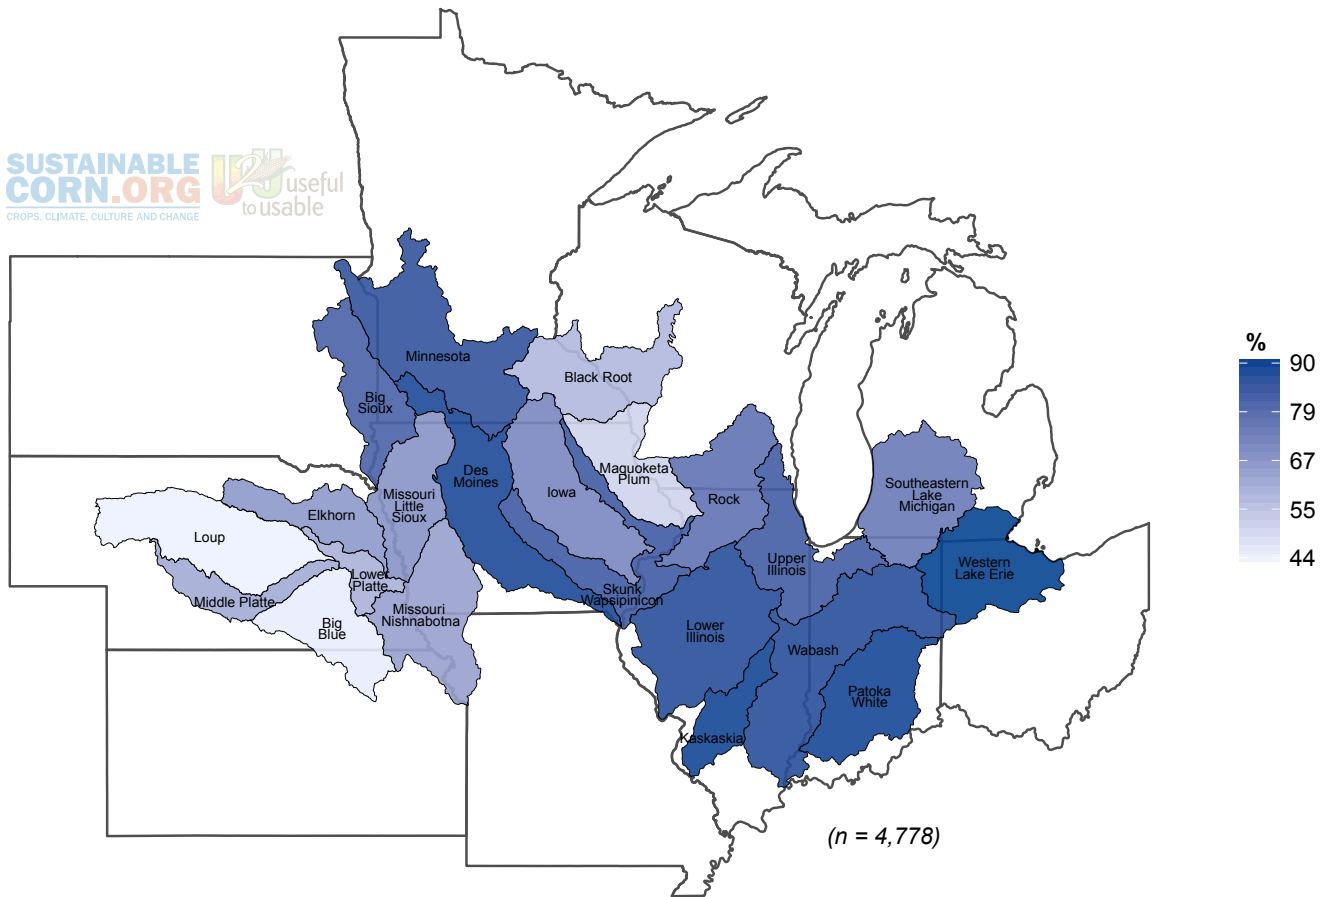 SUSTAINABLE
CORN.ORG
CROPS, CLIMATE, CULTURE AND CHANGE
U2U useful
to usable
Minnesota
Black Root
Big
Sioux
Maquoketa
Plum
Des
Moines
Iowa
Missouri
Little
Sioux
Rock
Southeastern
Lake
Michigan
Elkhorn
Loup
Lower
Platte
Middle Platte
Big
Blue
Missouri
Nishnabotna
Skunk
Wapsipinicon
Upper
Illinois
Western
Lake Erie
Lower
Illinois
Wabash
Patoka
White
Kaskaskia
(n = 4,778)
%
90
79
67
55
44